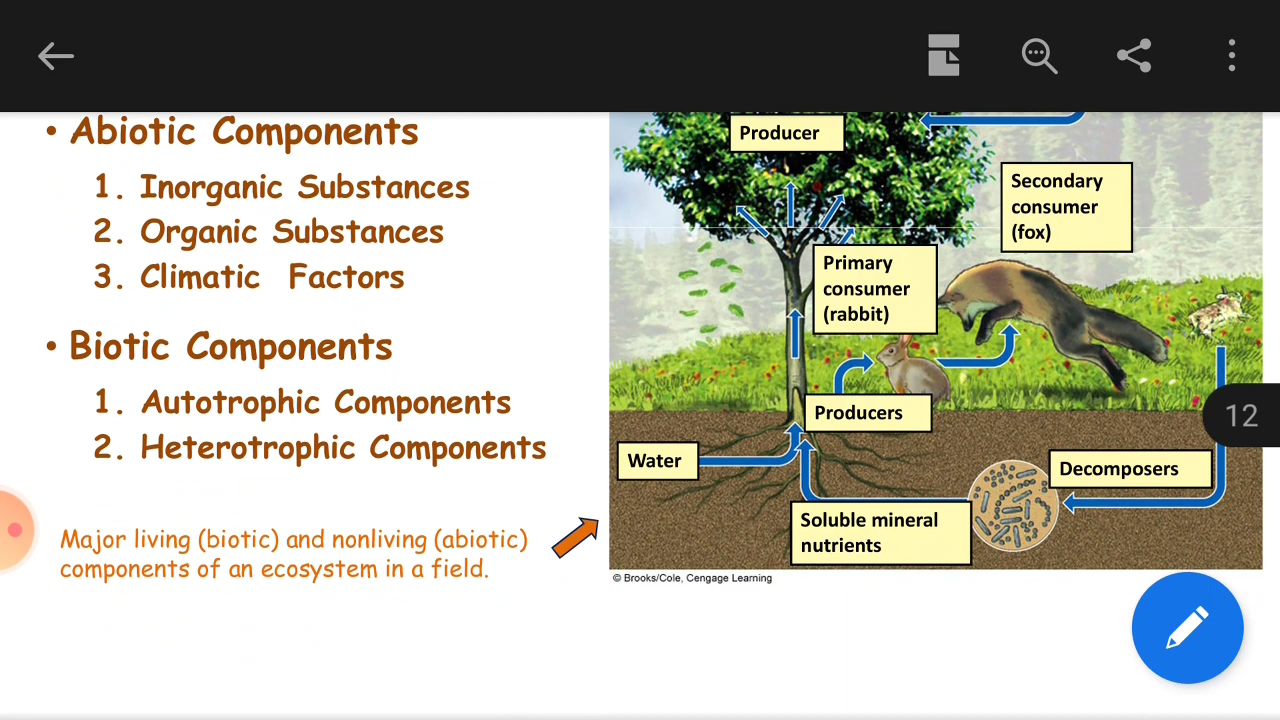 • Abiotic Components
1. Inorganic Substances
2. Organic Substances
3. Climatic Factors
• Biotic Components
1. Autotrophic Components
2. Heterotrophic Components
Major living (biotic) and nonliving (abiotic)
components of an ecosystem in a field.
Producer
Secondary
consumer
(fox)
Primary
consumer
(rabbit)
Producers
Water
Decomposers
Soluble mineral
nutrients
© Brooks/Cole, Cengage Learning
12